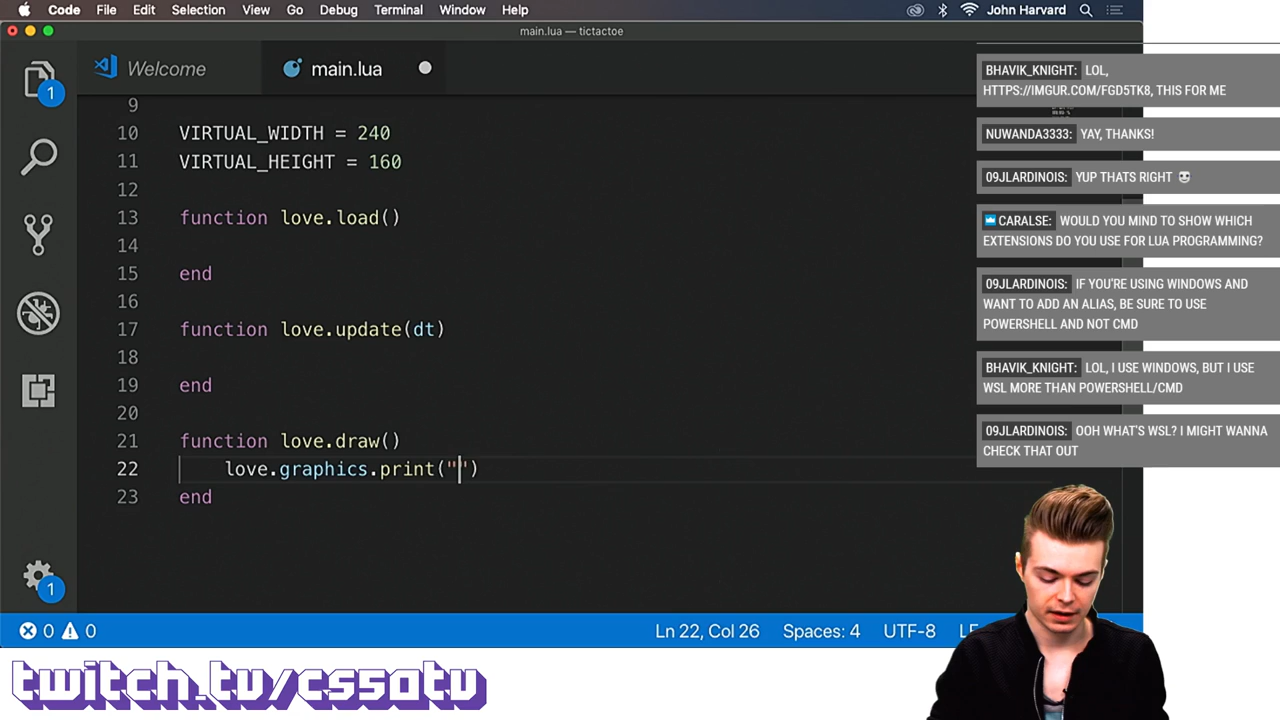 Code File Edit Selection View Go Debug Terminal Window Help John Harvard
main.lua — tictactoe
Welcome main.lua
1
9
10 VIRTUAL_WIDTH = 240
11 VIRTUAL_HEIGHT = 160
12
13 function love.load()
14
15 end
16
17 function love.update(dt)
18
19 end
20
21 function love.draw()
22 love.graphics.print("")
23 end
1
0 0 Ln 22, Col 26 Spaces: 4 UTF-8 LF
BHAVIK_KNIGHT: LOL,
HTTPS://IMGUR.COM/FGD5TK8, THIS FOR ME
NUWANDA3333: YAY, THANKS!
09JLARDINOIS: YUP THATS RIGHT
CARALSE: WOULD YOU MIND TO SHOW WHICH
EXTENSIONS DO YOU USE FOR LUA PROGRAMMING?
09JLARDINOIS: IF YOU'RE USING WINDOWS AND
WANT TO ADD AN ALIAS, BE SURE TO USE
POWERSHELL AND NOT CMD
BHAVIK_KNIGHT: LOL, I USE WINDOWS, BUT I USE
WSL MORE THAN POWERSHELL/CMD
09JLARDINOIS: OOH WHAT'S WSL? I MIGHT WANNA
CHECK THAT OUT
twitch.tv/cs50tv